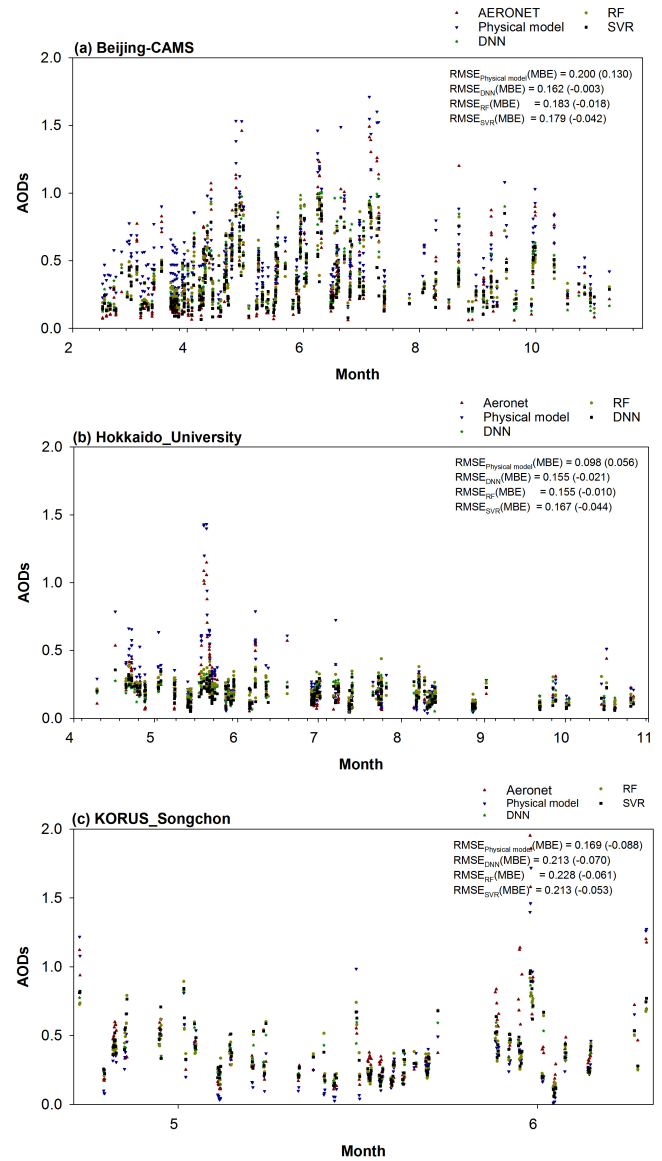 AERONET RF
Physical model SVR
DNN
(a) Beijing-CAMS
2.0
RMSEPhysical model(MBE) = 0.200 (0.130)
RMSEDNN(MBE) = 0.162 (-0.003)
RMSERF(MBE) = 0.183 (-0.018)
RMSESVR(MBE) = 0.179 (-0.042)
1.5
1.0
0.5
0.0
AODs
2 4 6 8 10
Month
Aeronet RF
Physical model DNN
DNN
(b) Hokkaido_University
2.0
RMSEPhysical model(MBE) = 0.098 (0.056)
RMSEDNN(MBE) = 0.155 (-0.021)
RMSERF(MBE) = 0.155 (-0.010)
RMSESVR(MBE) = 0.167 (-0.044)
1.5
1.0
0.5
0.0
AODs
4 5 6 7 8 9 10 11
Month
Aeronet RF
Physical model SVR
DNN
(c) KORUS_Songchon
2.0
RMSEPhysical model(MBE) = 0.169 (-0.088)
RMSEDNN(MBE) = 0.213 (-0.070)
RMSERF(MBE) = 0.228 (-0.061)
RMSESVR(MBE) = 0.213 (-0.053)
1.5
1.0
0.5
0.0
AODs
5 6
Month